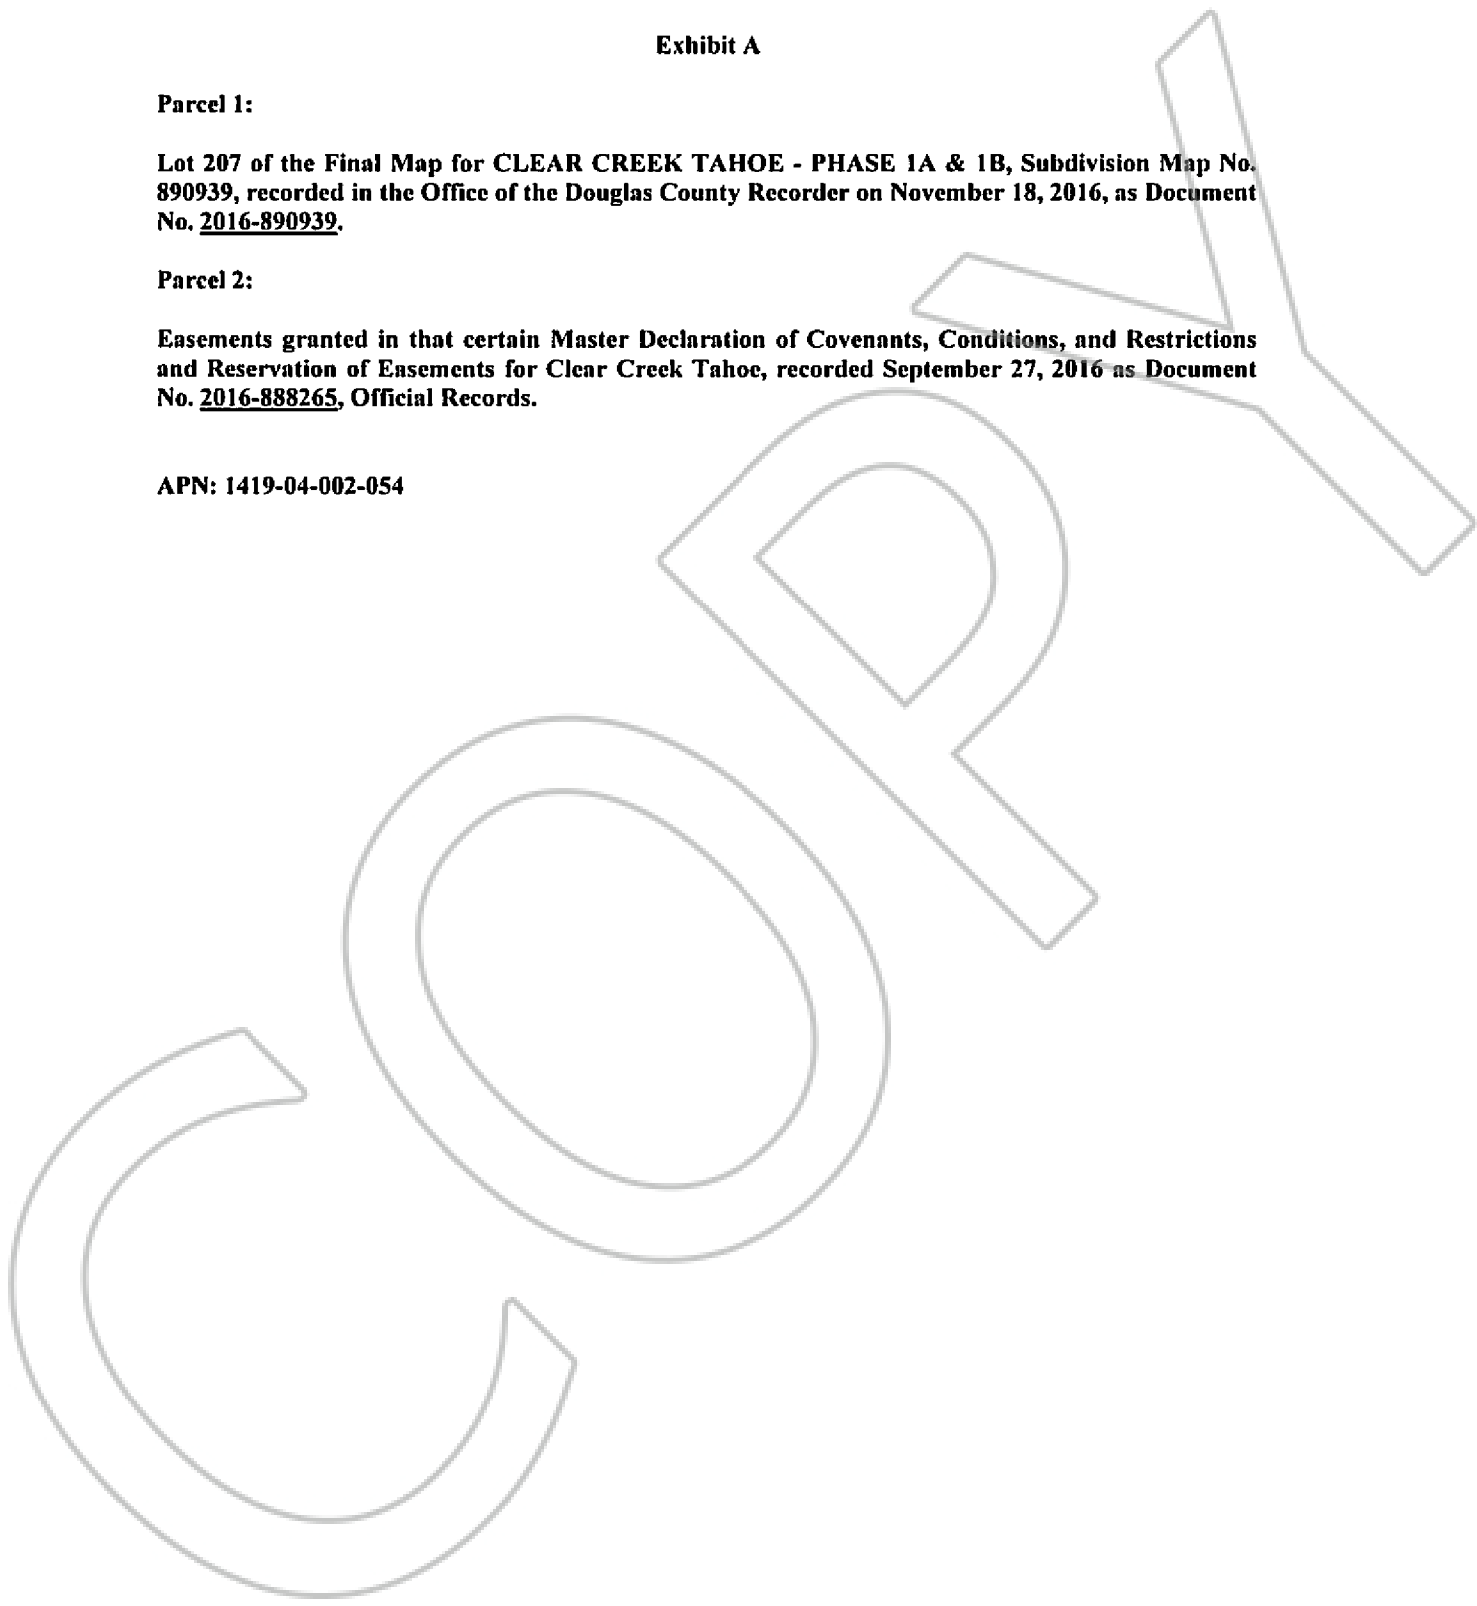 Exhibit A
Parcel 1:
Lot 207 of the Final Map for CLEAR CREEK TAHOE - PHASE 1A & 1B, Subdivision Map No.
890939, recorded in the Office of the Douglas County Recorder on November 18, 2016, as Document
No. 2016-890939.
Parcel 2:
Easements granted in that certain Master Declaration of Covenants, Conditions, and Restrictions
and Reservation of Easements for Clear Creek Tahoe, recorded September 27, 2016 as Document
No. 2016-888265, Official Records.
APN: 1419-04-002-054
COPY